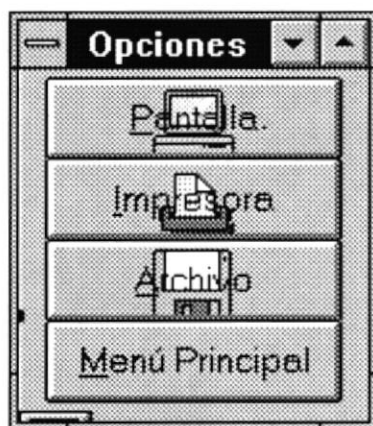 Opciones
Pantalla.
Impresora
Archivo
Menú Principal